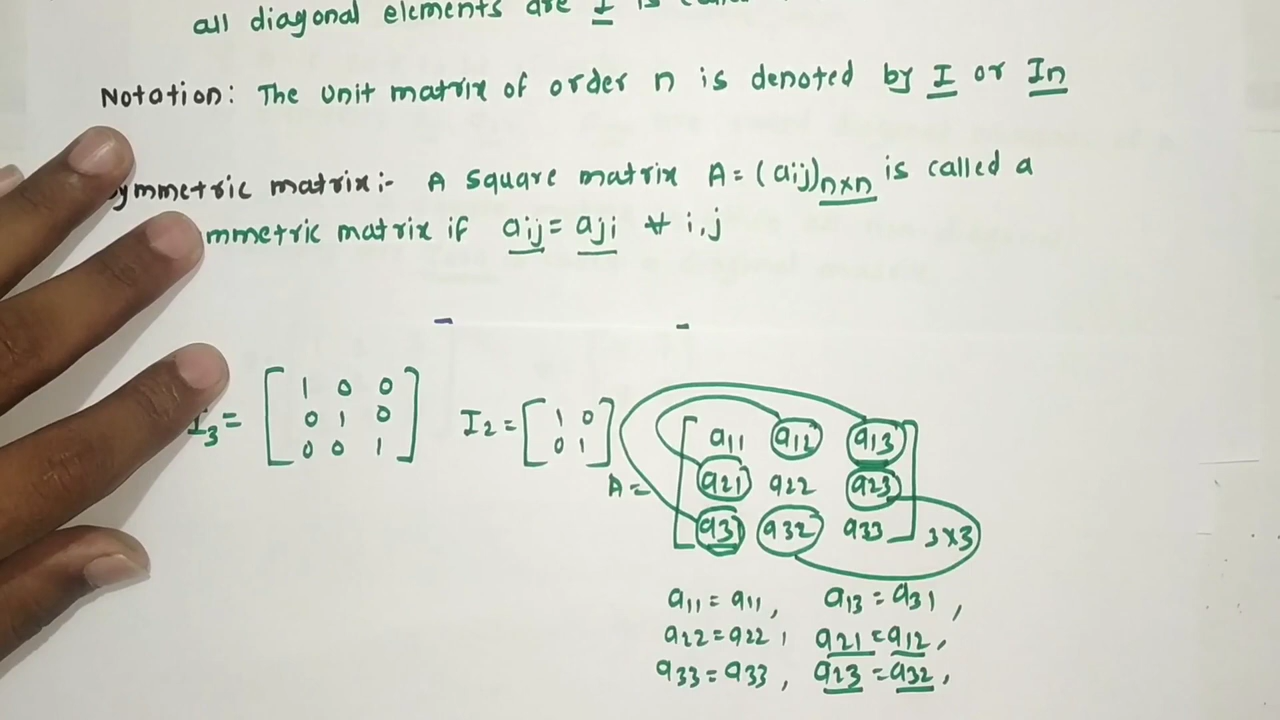 all diagonal elements are I is
Notation: The unit matrix of order n is denoted by I or In
ymmetric matrix:- A square matrix A = (aij)n×n is called a
mmetric matrix if aij = aji ∀ i,j
I3 = [ 1 0 0
0 1 0
0 0 1 ]
I2 = [ 1 0
0 1 ]
A = [ a11 a12 a13
a21 a22 a23
a31 a32 a33 ] 3×3
a11 = a11, a13 = a31,
a22 = a22, a21 = a12,
a33 = a33, a23 = a32,